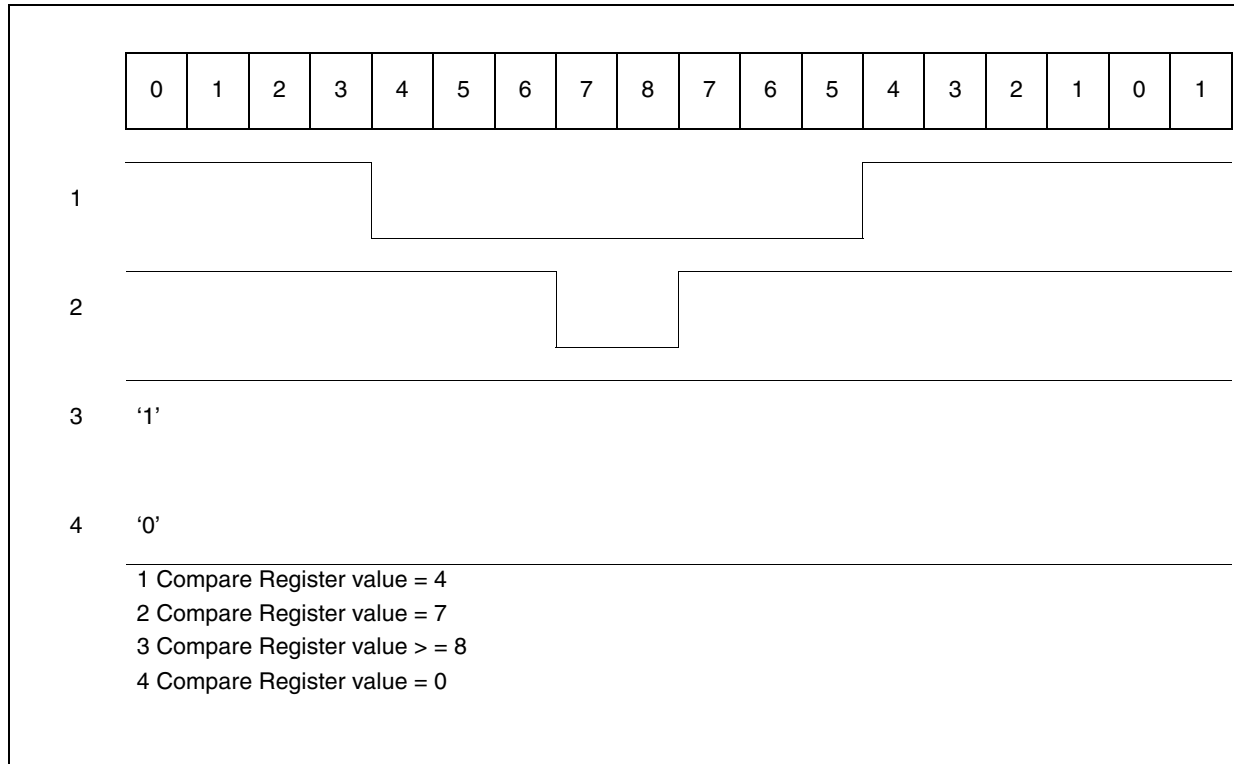 0 1 2 3 4 5 6 7 8 7 6 5 4 3 2 1 0 1
1
2
3 ‘1’
4 ‘0’
1 Compare Register value = 4
2 Compare Register value = 7
3 Compare Register value > = 8
4 Compare Register value = 0